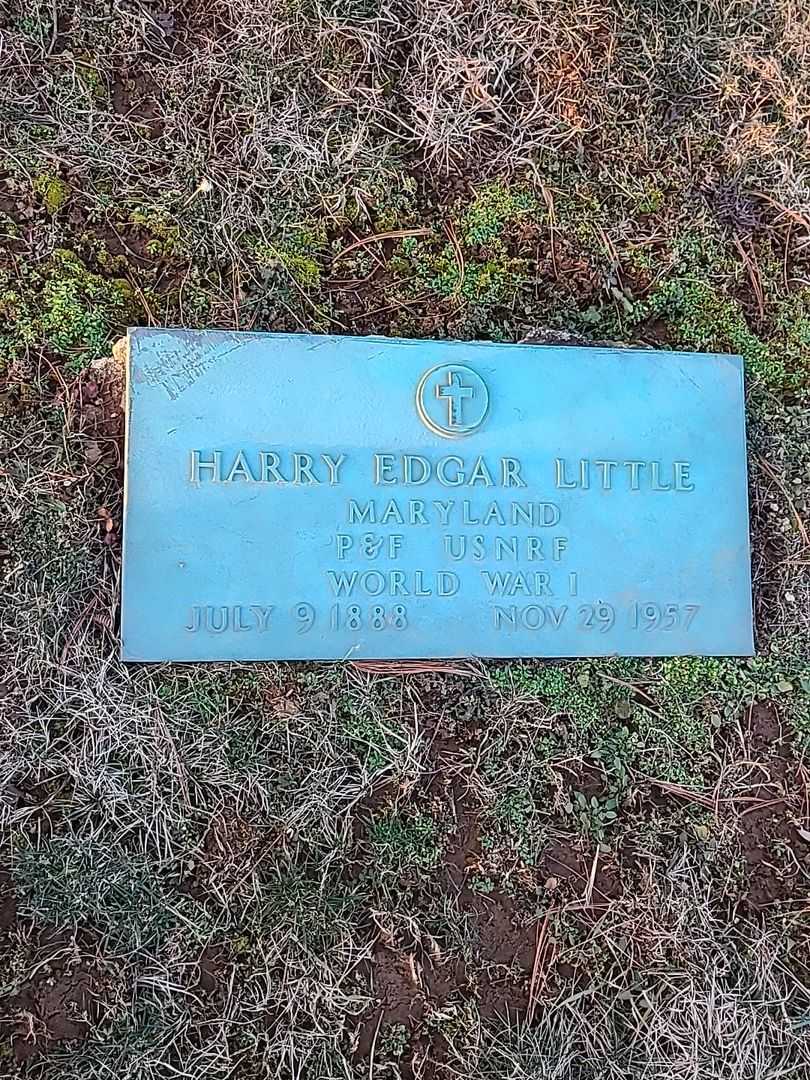 HARRY EDGAR LITTLE
MARYLAND
P&F USNRF
WORLD WAR I
JULY 9 1888 NOV 29 1957